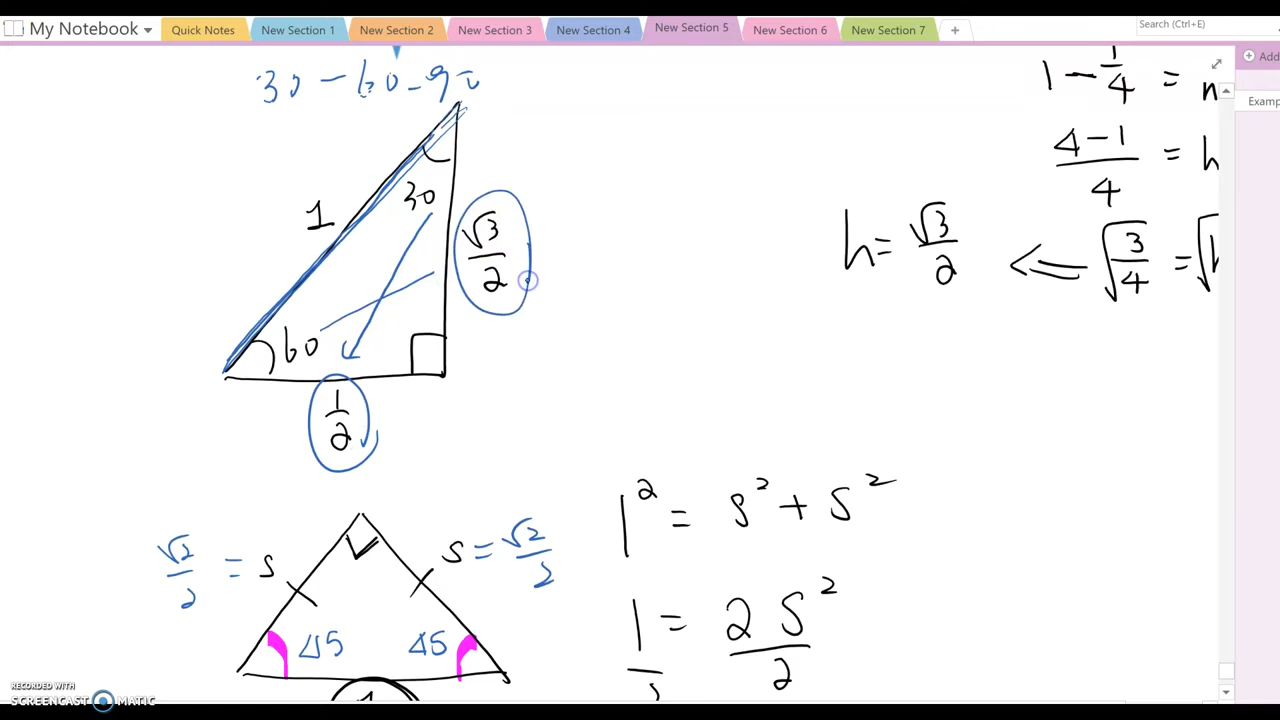 My Notebook
Quick Notes
New Section 1
New Section 2
New Section 3
New Section 4
New Section 5
New Section 6
New Section 7
Search (Ctrl+E)
Add
Examp
30 - 60 - 90
1
30
60
√3/2
1/2
1 - 1/4 =
4-1/4 = h
h = √3/2 <= √3/4 = √h
1² = s² + s²
1 = 2s²/2
√2/2 = s
s = √2/2
45
45
1
RECORDED WITH
SCREENCAST MATIC